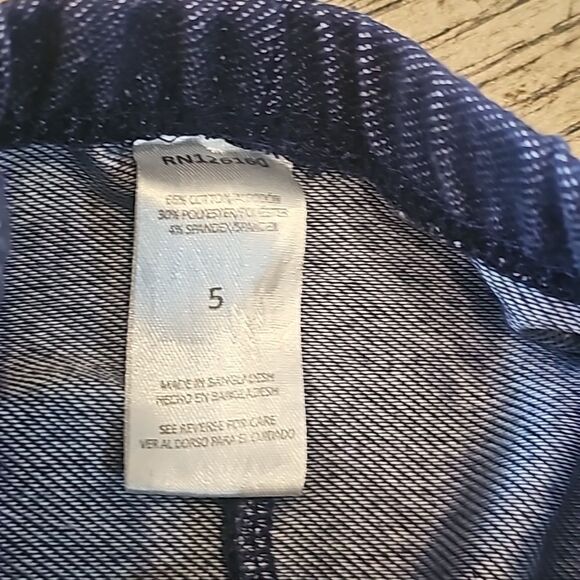 RN126160
66% COTTON/ALGODÓN
30% POLYESTER/POLIESTER
4% SPANDEX/SPANDEX
5
MADE IN BANGLADESH
HECHO EN BANGLADESH
SEE REVERSE FOR CARE
VER AL DORSO PARA EL CUIDADO